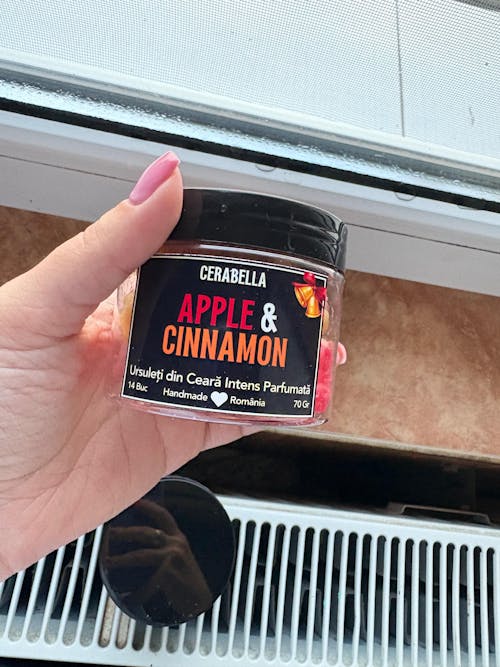 CERABELLA
APPLE &
CINNAMON
Ursuleți din Ceară Intens Parfumată
14 Buc Handmade România 70 Gr